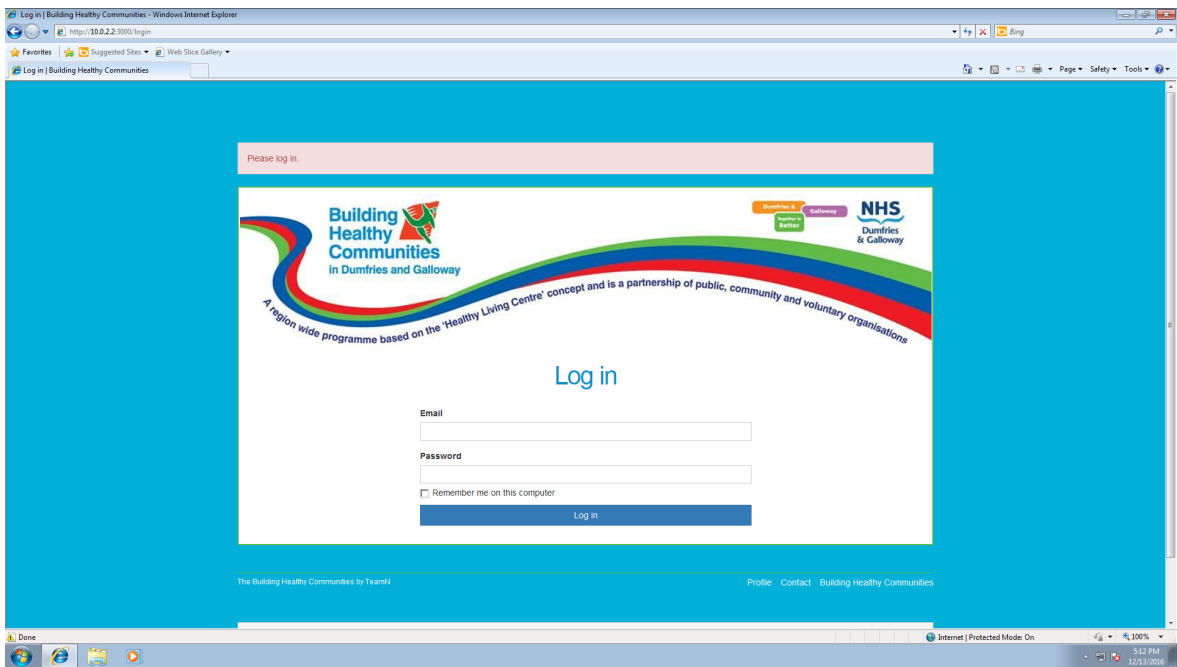 Log in | Building Healthy Communities - Windows Internet Explorer
http://10.0.2.2:3000/login
Bing
Favorites Suggested Sites Web Slice Gallery
Log in | Building Healthy Communities
Page Safety Tools
Please log in.
Building
Healthy
Communities
in Dumfries and Galloway
Dumfries &
Galloway
Together is
Better
NHS
Dumfries
& Galloway
A region wide programme based on the 'Healthy Living Centre' concept and is a partnership of public, community and voluntary organisations
Log in
Email
Password
Remember me on this computer
Log in
The Building Healthy Communities by TeamN
Profile Contact Building Healthy Communities
Done
Internet | Protected Mode: On
100%
5:12 PM
12/13/2016